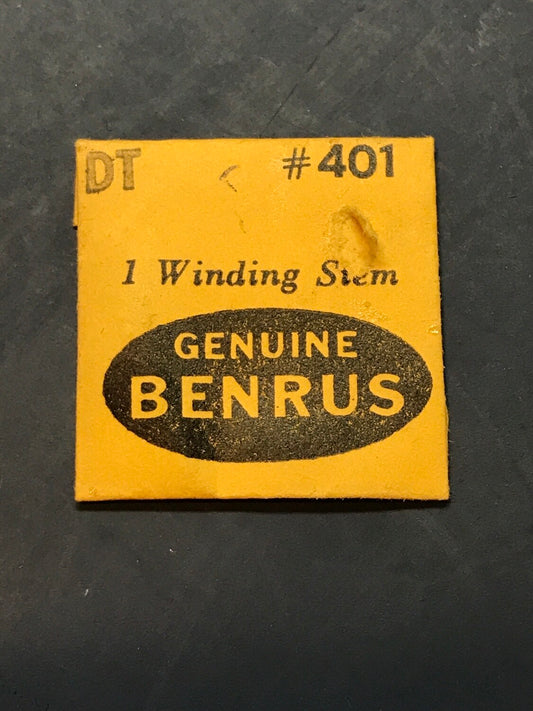 DT #401
1 Winding Stem
GENUINE
BENRUS